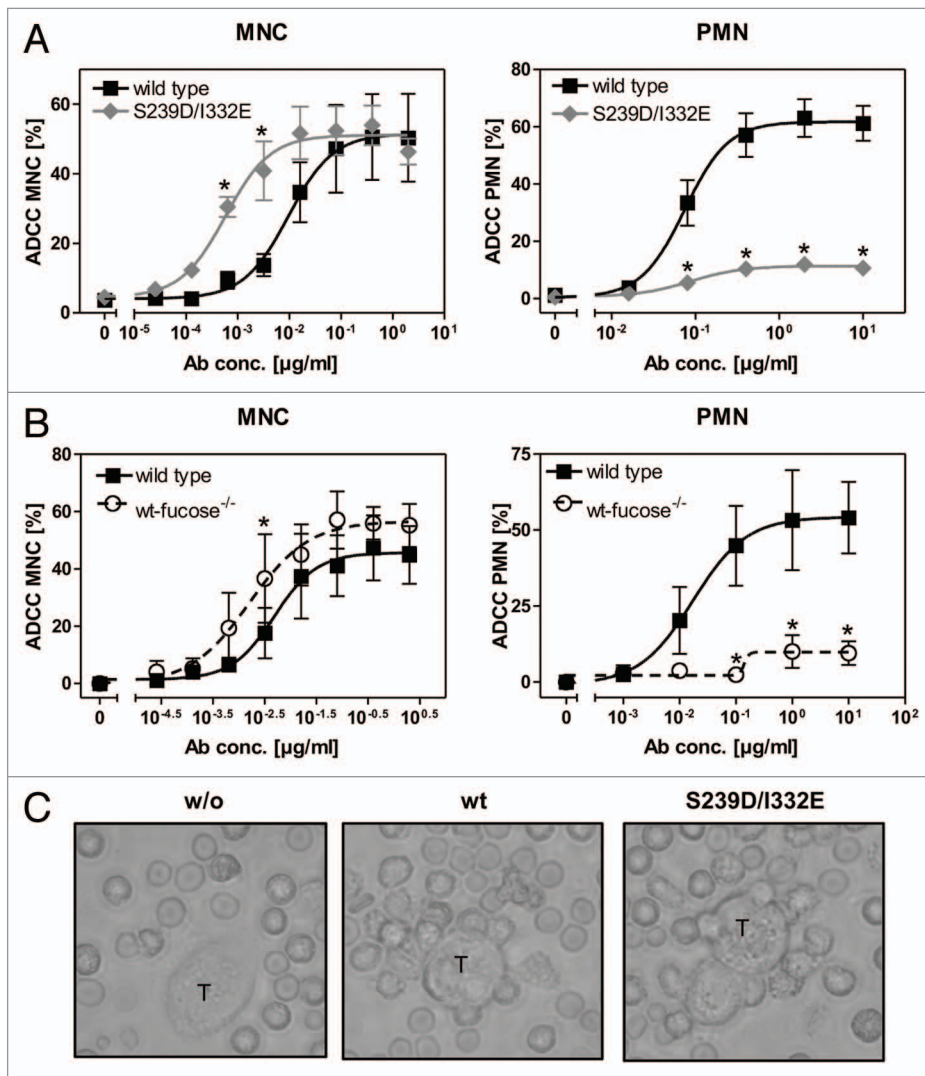 A
MNC
PMN
wild type
S239D/I332E
wild type
S239D/I332E
ADCC MNC [%]
80
60
40
20
0
* *
0 10-5 10-4 10-3 10-2 10-1 100 101
Ab conc. [µg/ml]
ADCC PMN [%]
80
60
40
20
0
* * * *
0 10-2 10-1 100 101
Ab conc. [µg/ml]
B
MNC
PMN
wild type
wt-fucose-/-
wild type
wt-fucose-/-
ADCC MNC [%]
80
60
40
20
0
*
0 10-4.5 10-3.5 10-2.5 10-1.5 10-0.5 100.5
Ab conc. [µg/ml]
ADCC PMN [%]
75
50
25
0
* * *
0 10-3 10-2 10-1 100 101 102
Ab conc. [µg/ml]
C
w/o
wt
S239D/I332E
T
T
T